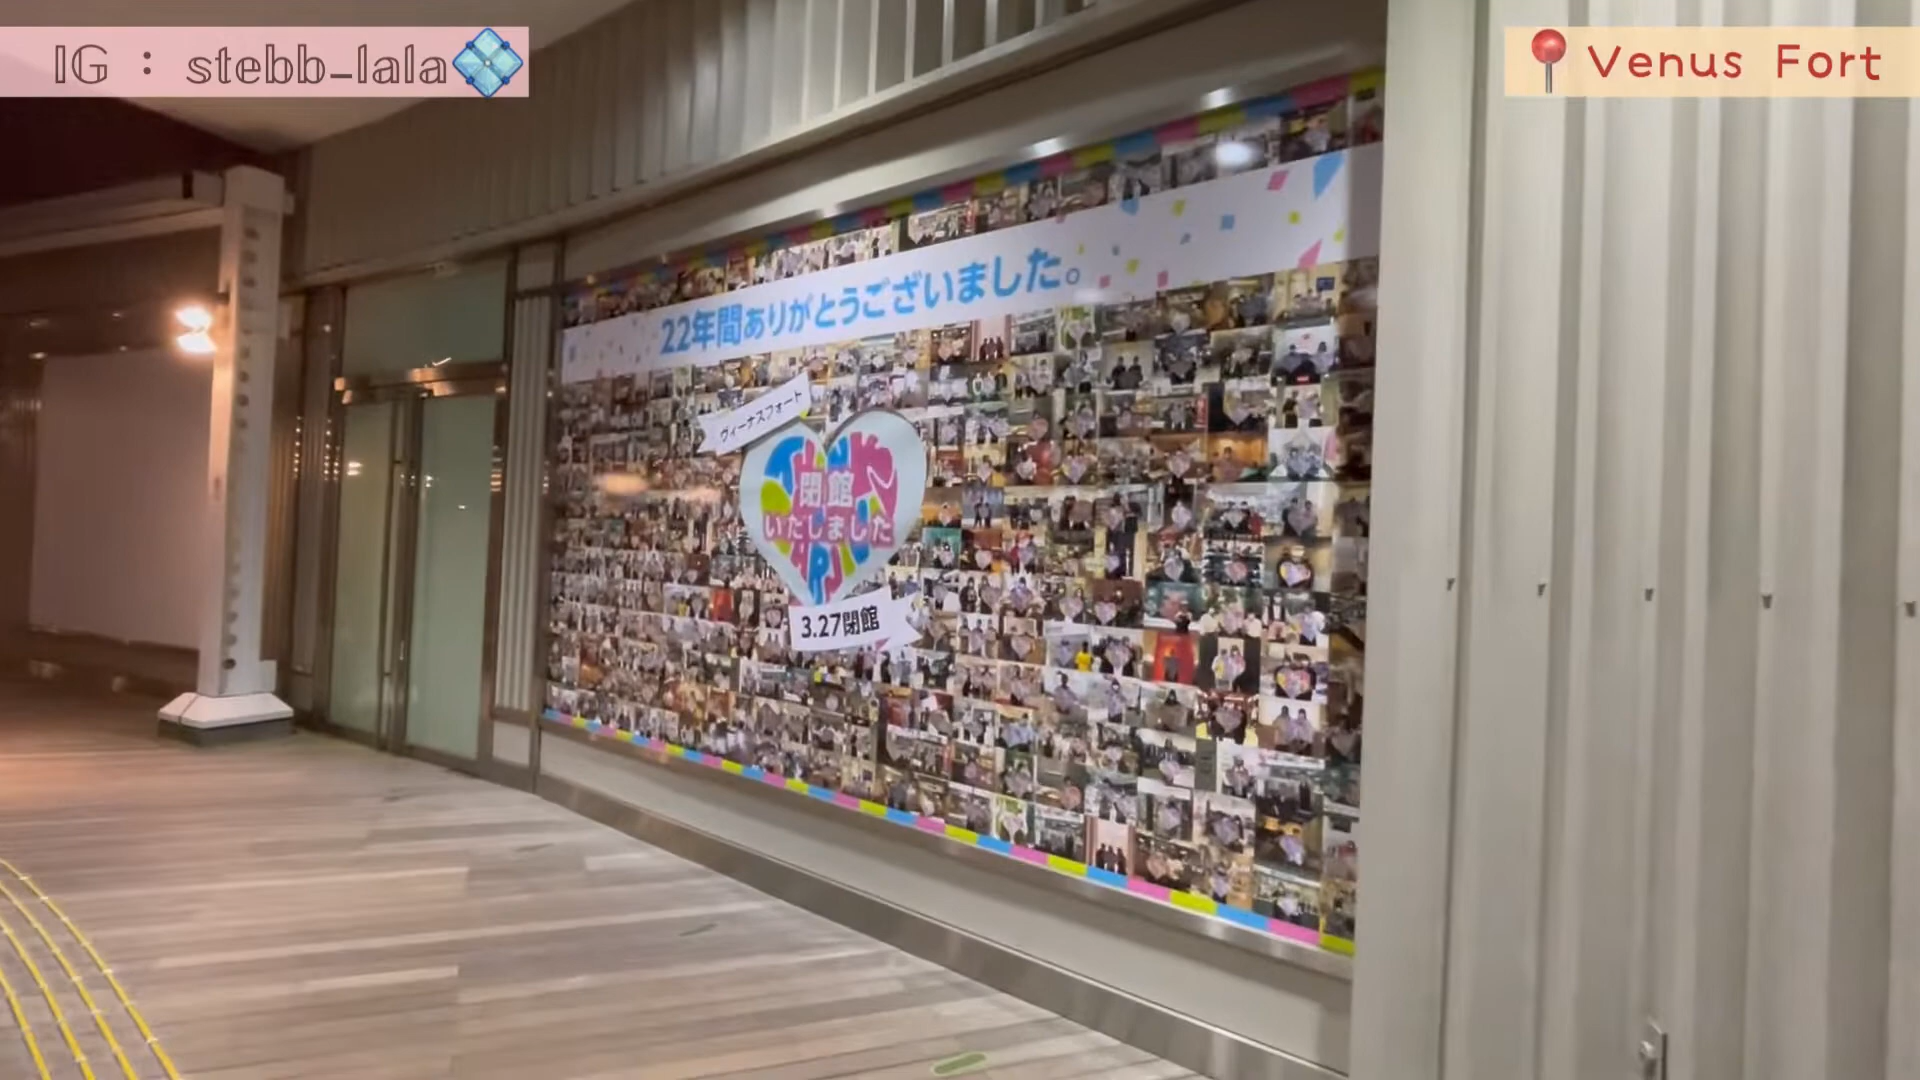 IG : stebb_lala
Venus Fort
22年間ありがとうございました。
ヴィーナスフォート
THANK
閉館
いたしました
3.27閉館